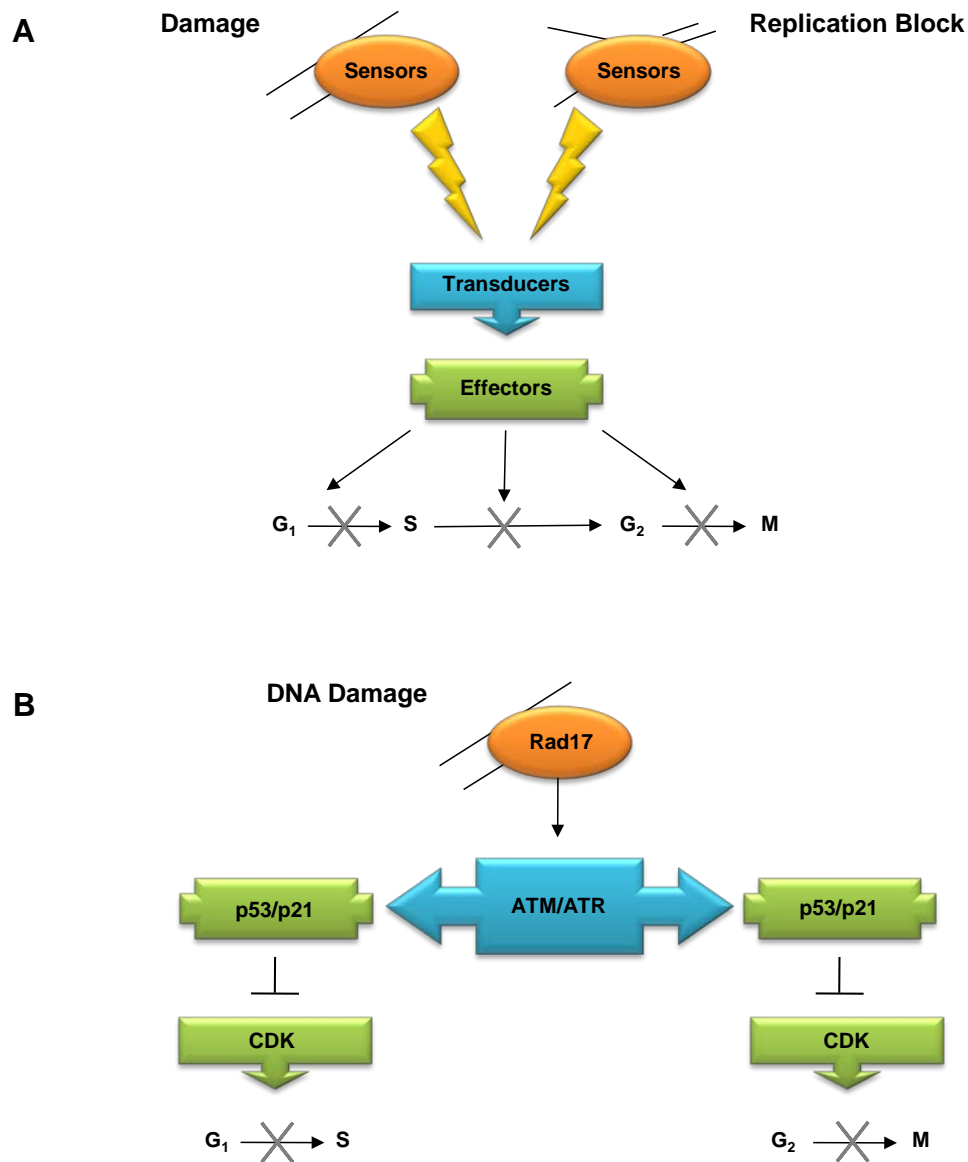 A
Damage
Replication Block
Sensors
Sensors
Transducers
Effectors
G₁
S
G₂
M
B
DNA Damage
Rad17
p53/p21
ATM/ATR
p53/p21
CDK
CDK
G₁
S
G₂
M